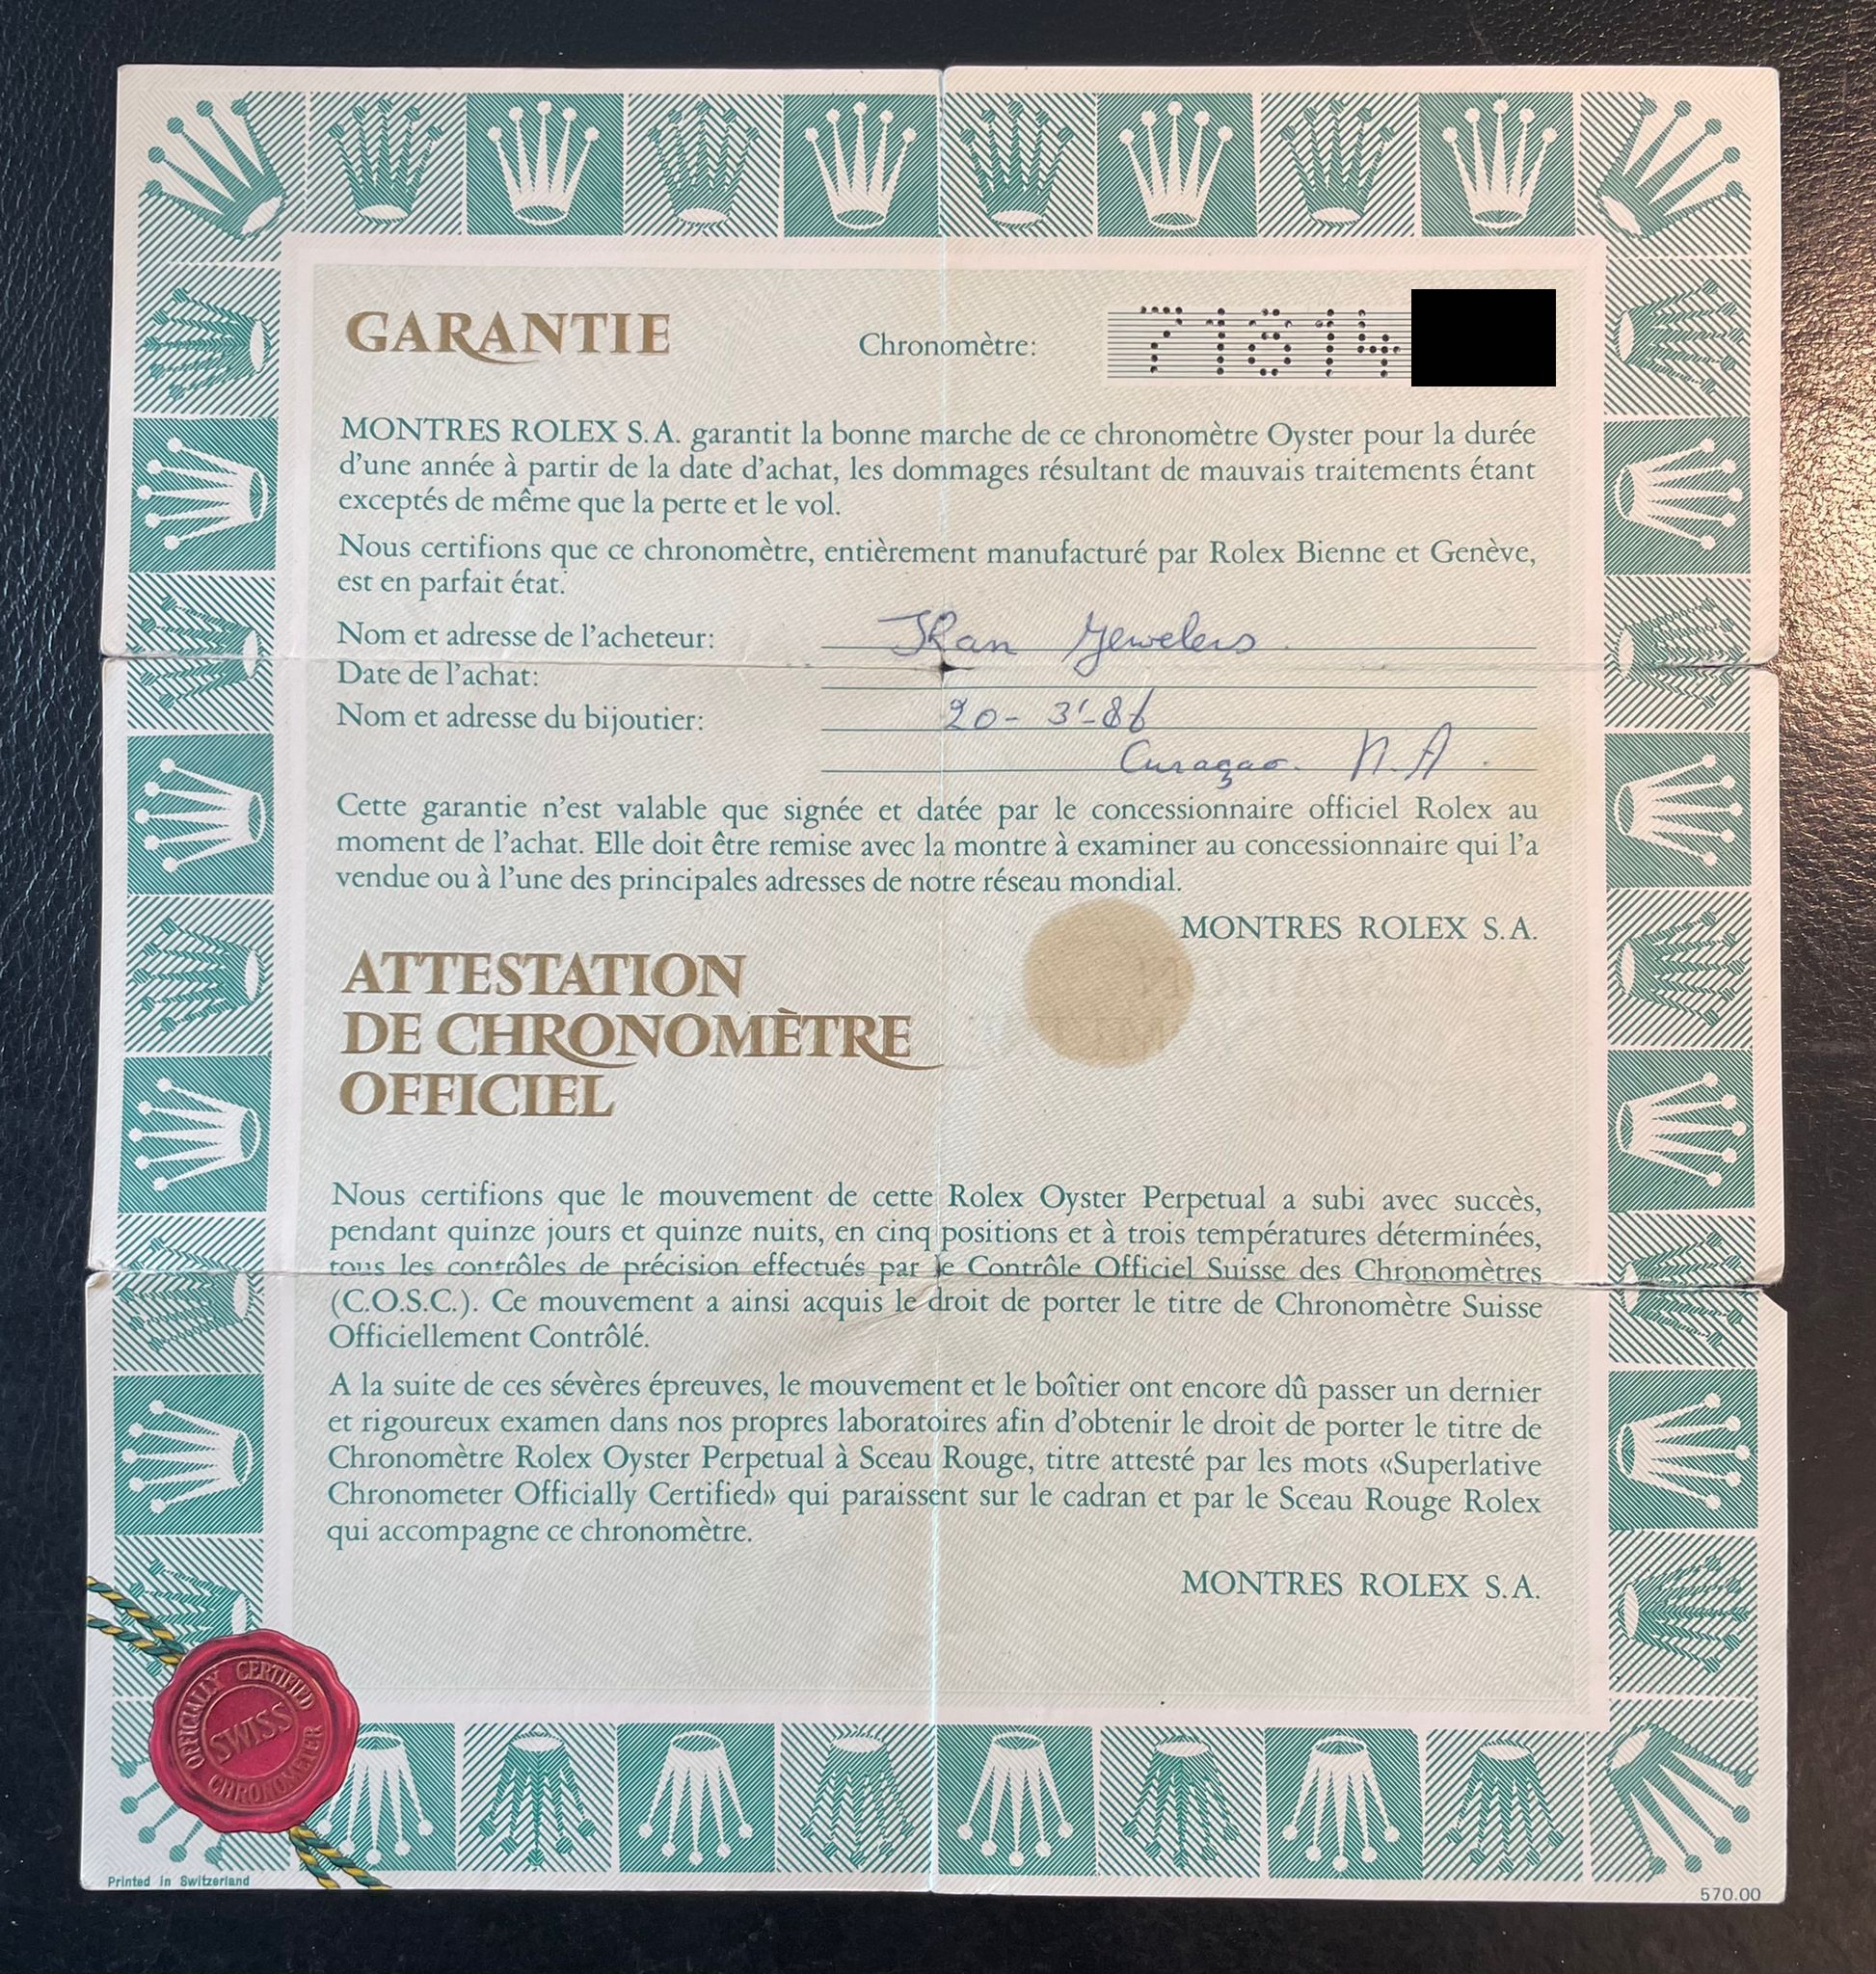 GARANTIE
Chronomètre: 71814
MONTRES ROLEX S.A. garantit la bonne marche de ce chronomètre Oyster pour la durée
d'une année à partir de la date d'achat, les dommages résultant de mauvais traitements étant
exceptés de même que la perte et le vol.
Nous certifions que ce chronomètre, entièrement manufacturé par Rolex Bienne et Genève,
est en parfait état.
Nom et adresse de l'acheteur: Jewelers
Date de l'achat:
Nom et adresse du bijoutier: 20-3-86
Curaçao. N.A.
Cette garantie n'est valable que signée et datée par le concessionnaire officiel Rolex au
moment de l'achat. Elle doit être remise avec la montre à examiner au concessionnaire qui l'a
vendue ou à l'une des principales adresses de notre réseau mondial.
MONTRES ROLEX S.A.
ATTESTATION
DE CHRONOMÈTRE
OFFICIEL
Nous certifions que le mouvement de cette Rolex Oyster Perpetual a subi avec succès,
pendant quinze jours et quinze nuits, en cinq positions et à trois températures déterminées,
tous les contrôles de précision effectués par le Contrôle Officiel Suisse des Chronomètres
(C.O.S.C.). Ce mouvement a ainsi acquis le droit de porter le titre de Chronomètre Suisse
Officiellement Contrôlé.
A la suite de ces sévères épreuves, le mouvement et le boîtier ont encore dû passer un dernier
et rigoureux examen dans nos propres laboratoires afin d'obtenir le droit de porter le titre de
Chronomètre Rolex Oyster Perpetual à Sceau Rouge, titre attesté par les mots «Superlative
Chronometer Officially Certified» qui paraissent sur le cadran et par le Sceau Rouge Rolex
qui accompagne ce chronomètre.
MONTRES ROLEX S.A.
OFFICIALLY CERTIFIED
SWISS
CHRONOMETER
Printed in Switzerland
570.00